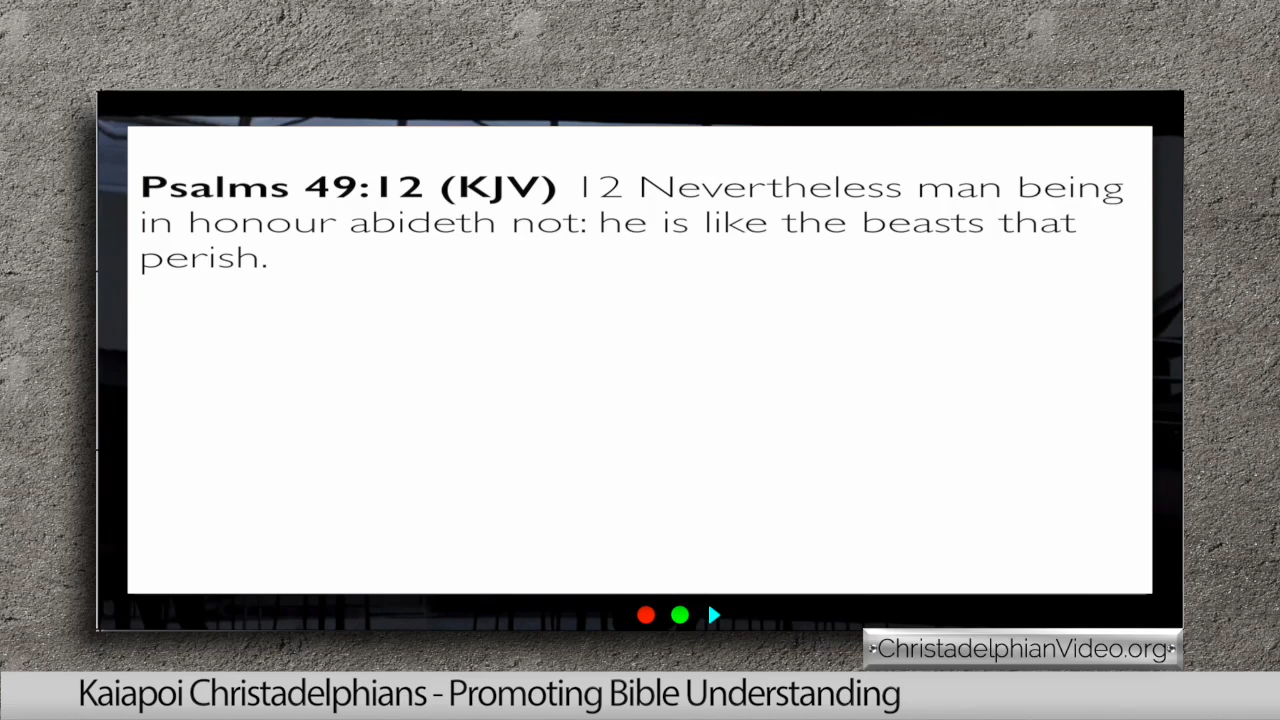 Psalms 49:12 (KJV) 12 Nevertheless man being
in honour abideth not: he is like the beasts that
perish.
ChristadelphianVideo.org
Kaiapoi Christadelphians - Promoting Bible Understanding